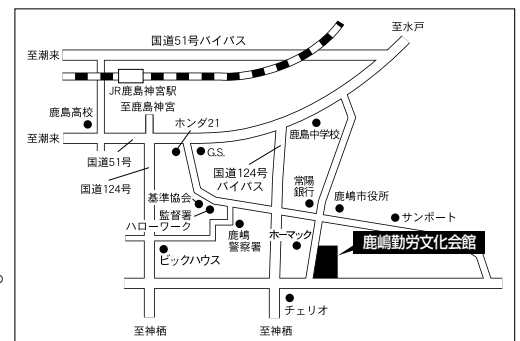 国道51号バイパス
至水戸
至潮来
JR鹿島神宮駅
至鹿島神宮
鹿島高校
ホンダ21
鹿島中学校
至潮来
国道51号
G.S.
国道124号
バイパス
国道124号
常陽
銀行
基準協会
監督署
ハローワーク
鹿嶋市役所
サンポート
鹿嶋
警察署
ホーマック
鹿嶋勤労文化会館
ビックハウス
チェリオ
至神栖
至神栖